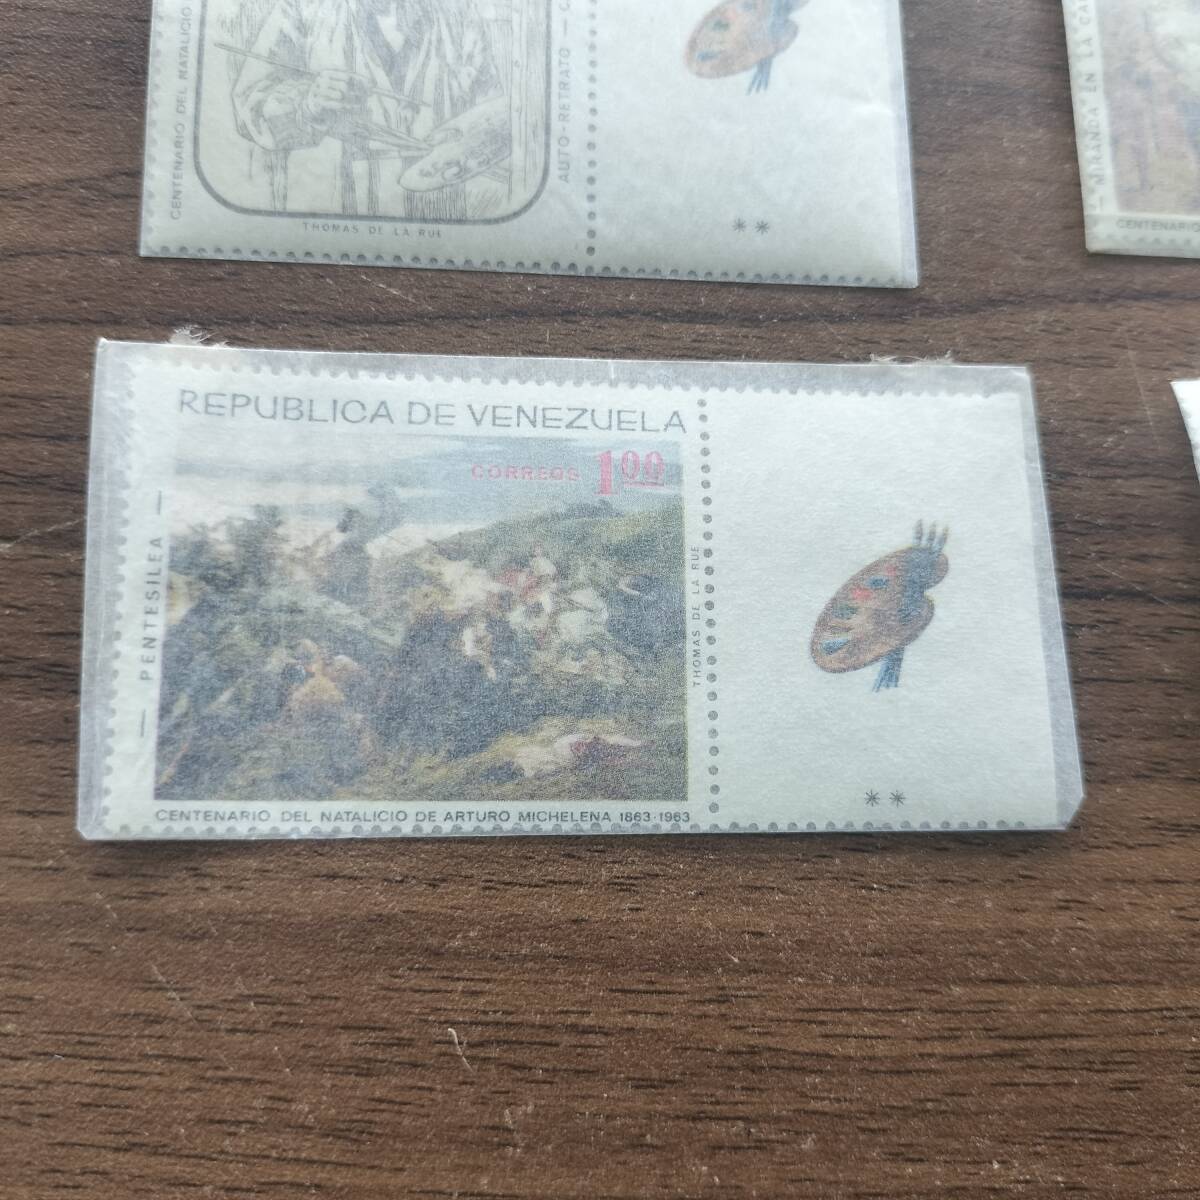 CENTENARIO DEL NATALICIO
AUTO-RETRATO —
THOMAS DE LA RUE
**
— MIRANDA EN LA CA
CENTENARIO
REPUBLICA DE VENEZUELA
CORREOS 1.00
— PENTESILEA —
THOMAS DE LA RUE
CENTENARIO DEL NATALICIO DE ARTURO MICHELENA 1863-1963
**